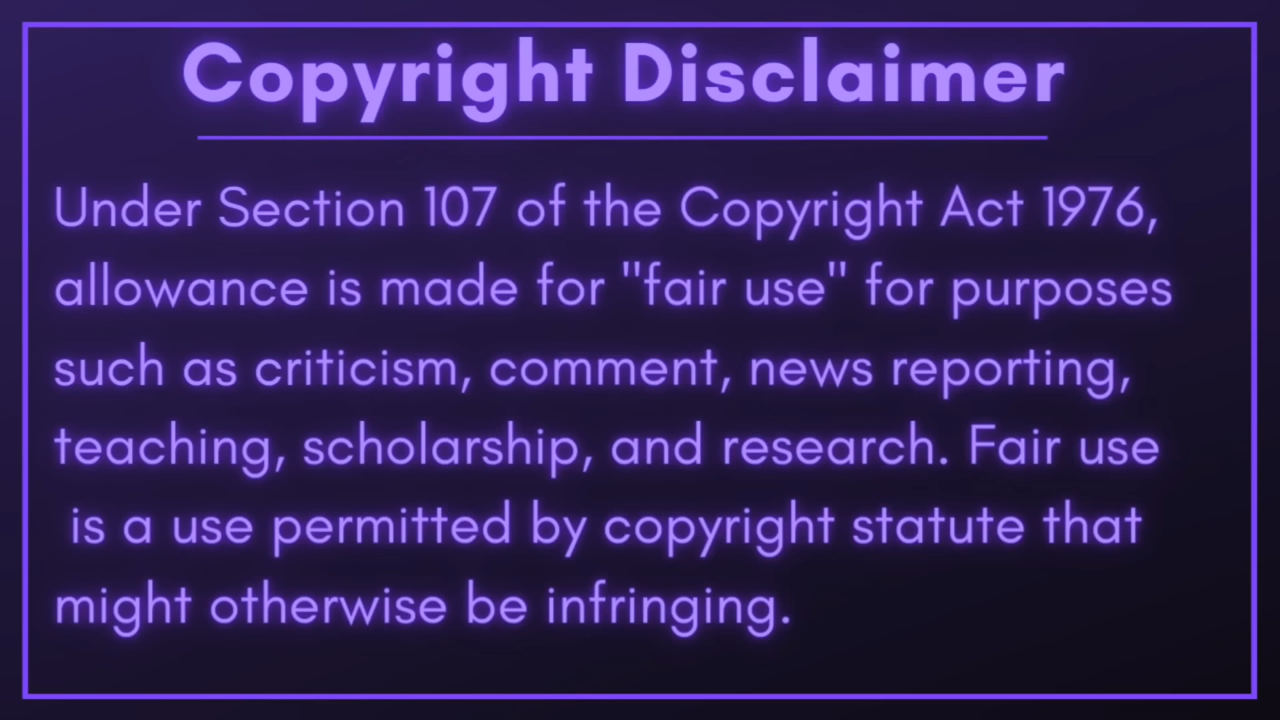 Copyright Disclaimer
Under Section 107 of the Copyright Act 1976,
allowance is made for "fair use" for purposes
such as criticism, comment, news reporting,
teaching, scholarship, and research. Fair use
is a use permitted by copyright statute that
might otherwise be infringing.